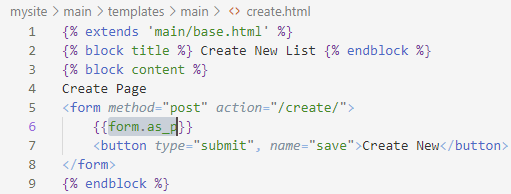 mysite > main > templates > main > <> create.html
1 {% extends 'main/base.html' %}
2 {% block title %} Create New List {% endblock %}
3 {% block content %}
4 Create Page
5 <form method="post" action="/create/">
6 {{form.as_p}}
7 <button type="submit", name="save">Create New</button>
8 </form>
9 {% endblock %}